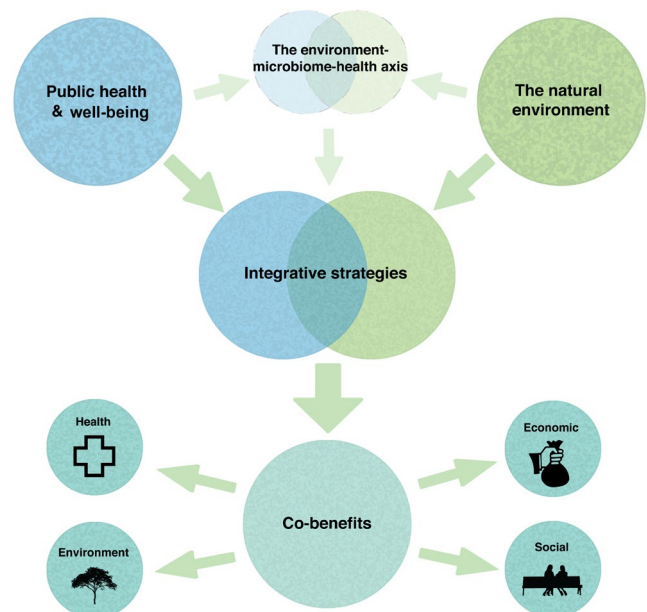 The environment-
microbiome-health axis
Public health
& well-being
The natural
environment
Integrative strategies
Health
Economic
Co-benefits
Environment
Social